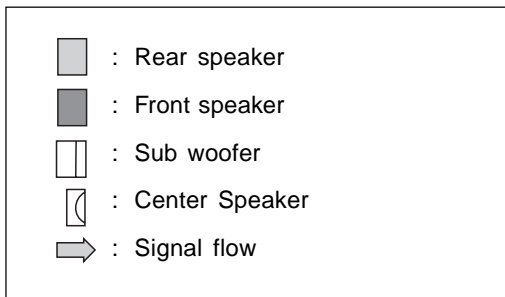 : Rear speaker
: Front speaker
: Sub woofer
: Center Speaker
: Signal flow